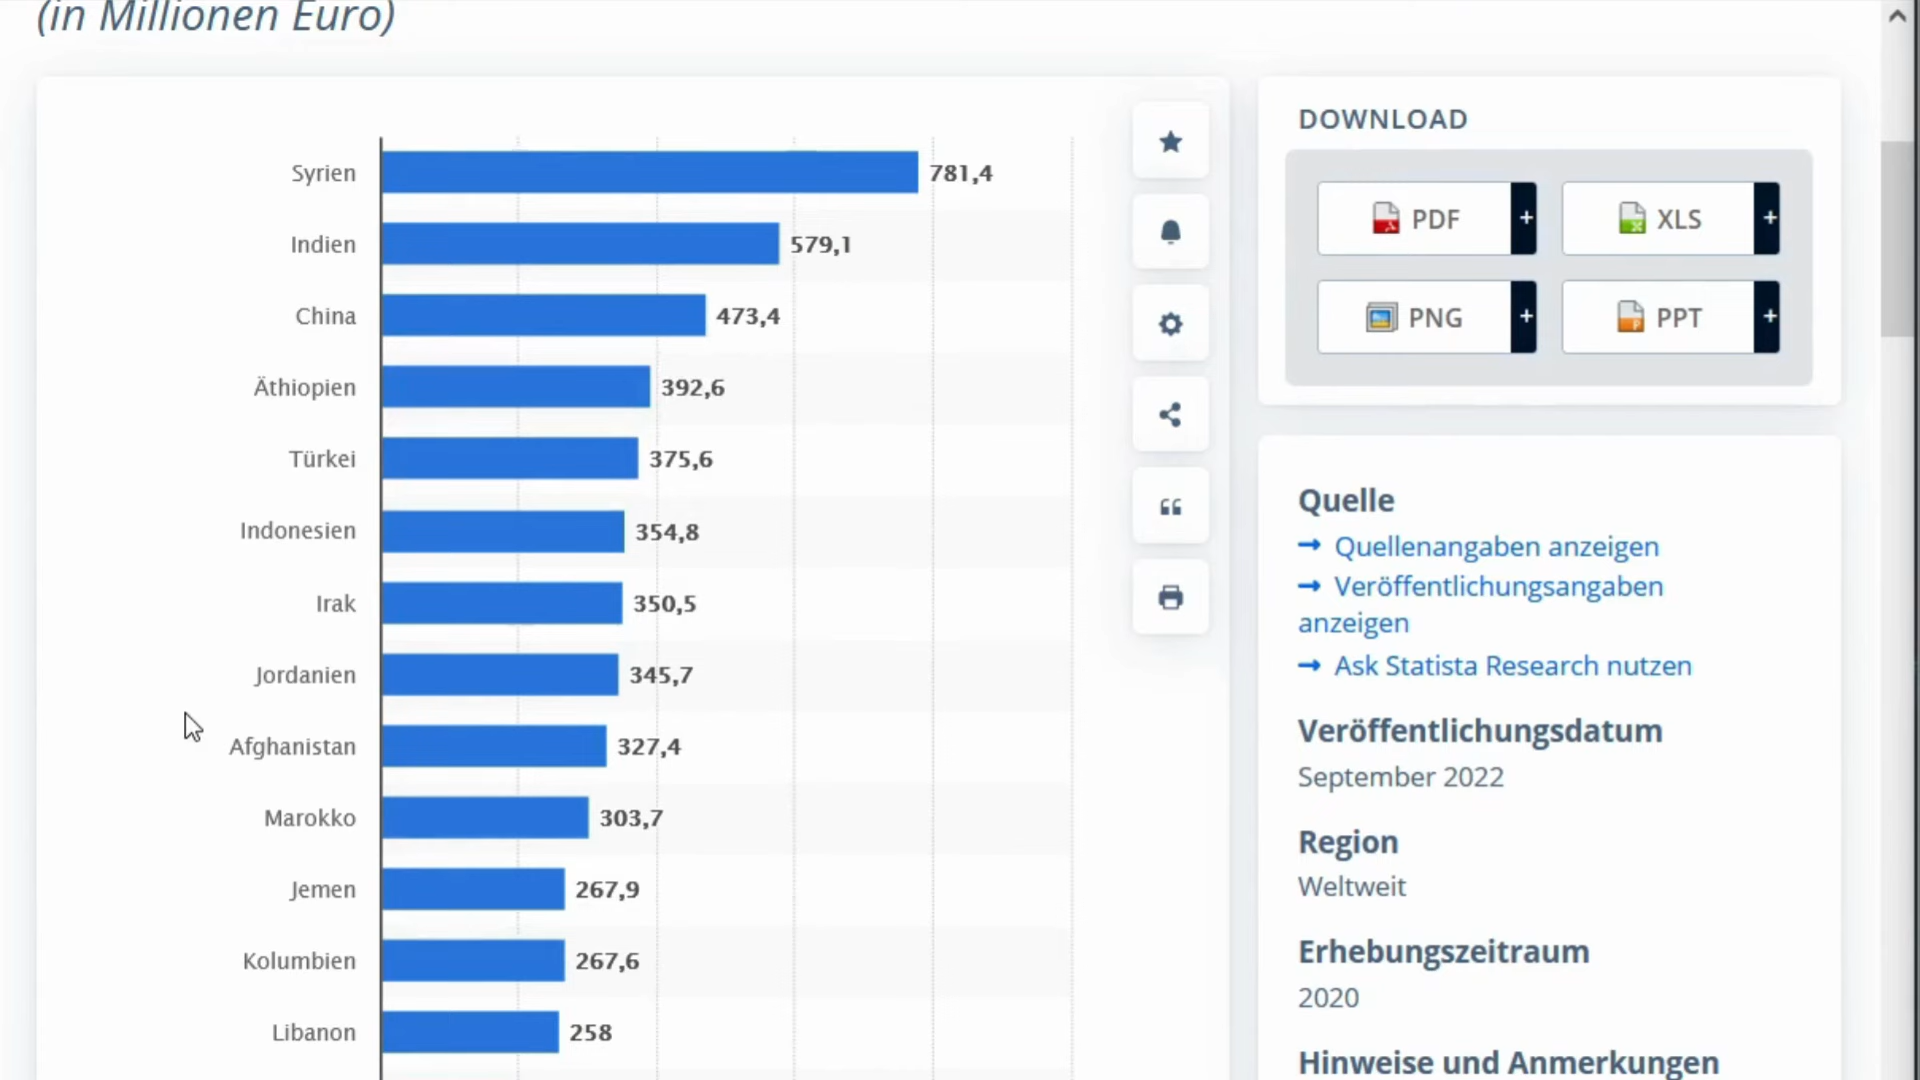 (in Millionen Euro)
Syrien 781,4
Indien 579,1
China 473,4
Äthiopien 392,6
Türkei 375,6
Indonesien 354,8
Irak 350,5
Jordanien 345,7
Afghanistan 327,4
Marokko 303,7
Jemen 267,9
Kolumbien 267,6
Libanon 258
DOWNLOAD
PDF + XLS +
PNG + PPT +
Quelle
→ Quellenangaben anzeigen
→ Veröffentlichungsangaben
anzeigen
→ Ask Statista Research nutzen
Veröffentlichungsdatum
September 2022
Region
Weltweit
Erhebungszeitraum
2020
Hinweise und Anmerkungen